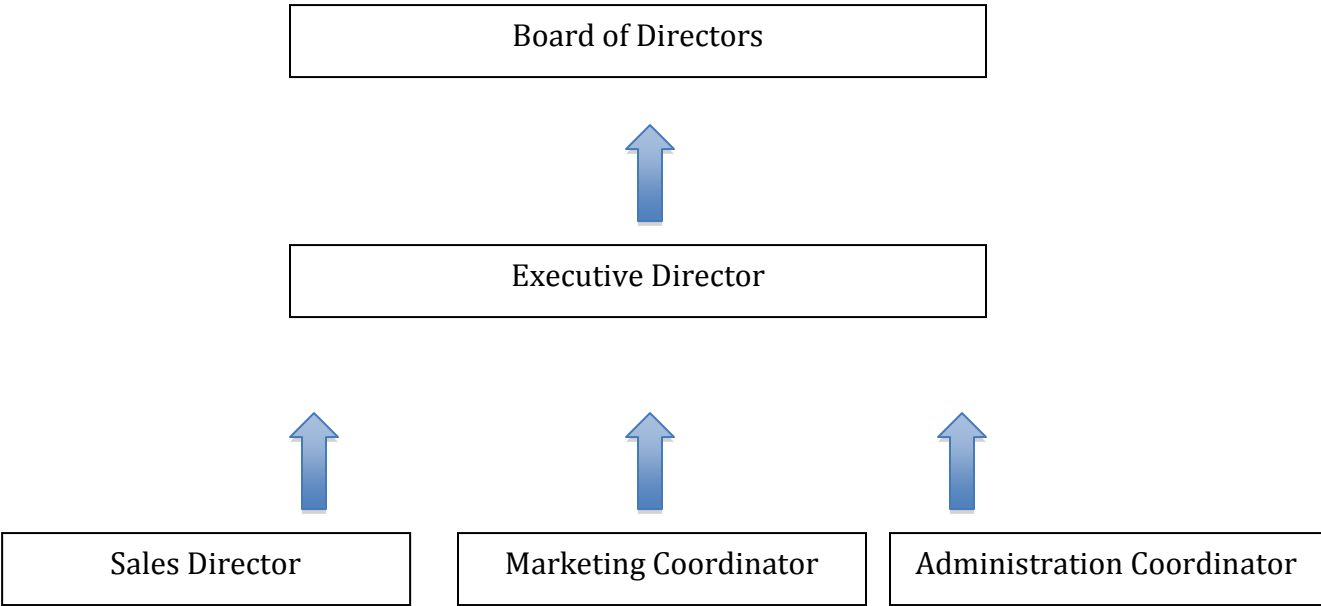 Board of Directors
Executive Director
Sales Director
Marketing Coordinator
Administration Coordinator